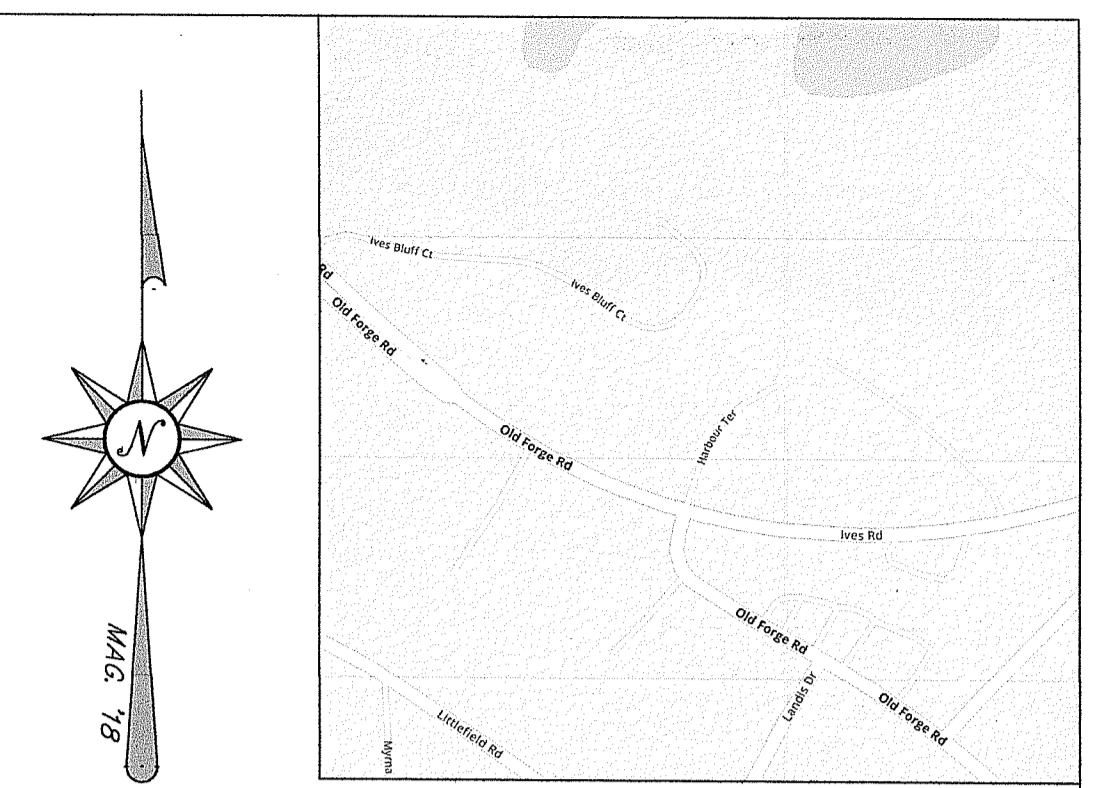 Ives Bluff Ct
Rd
Ives Bluff Ct
Old Forge Rd
Harbour Ter
Old Forge Rd
N
Ives Rd
Old Forge Rd
MAG. '18
Landis Dr
Old Forge Rd
Littlefield Rd
Myrna